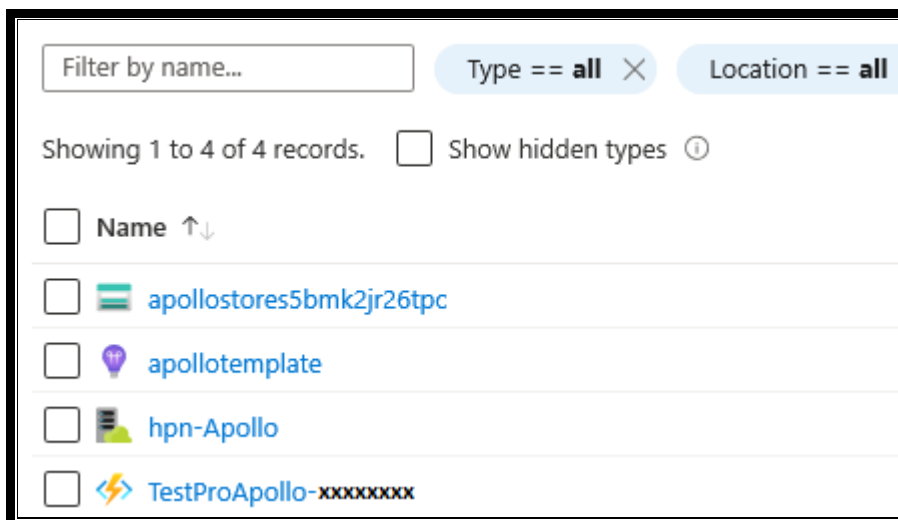 Filter by name... Type == all Location == all
Showing 1 to 4 of 4 records. Show hidden types
Name ↑↓
apollostores5bmk2jr26tpc
apollotemplate
hpn-Apollo
TestProApollo-xxxxxxxx